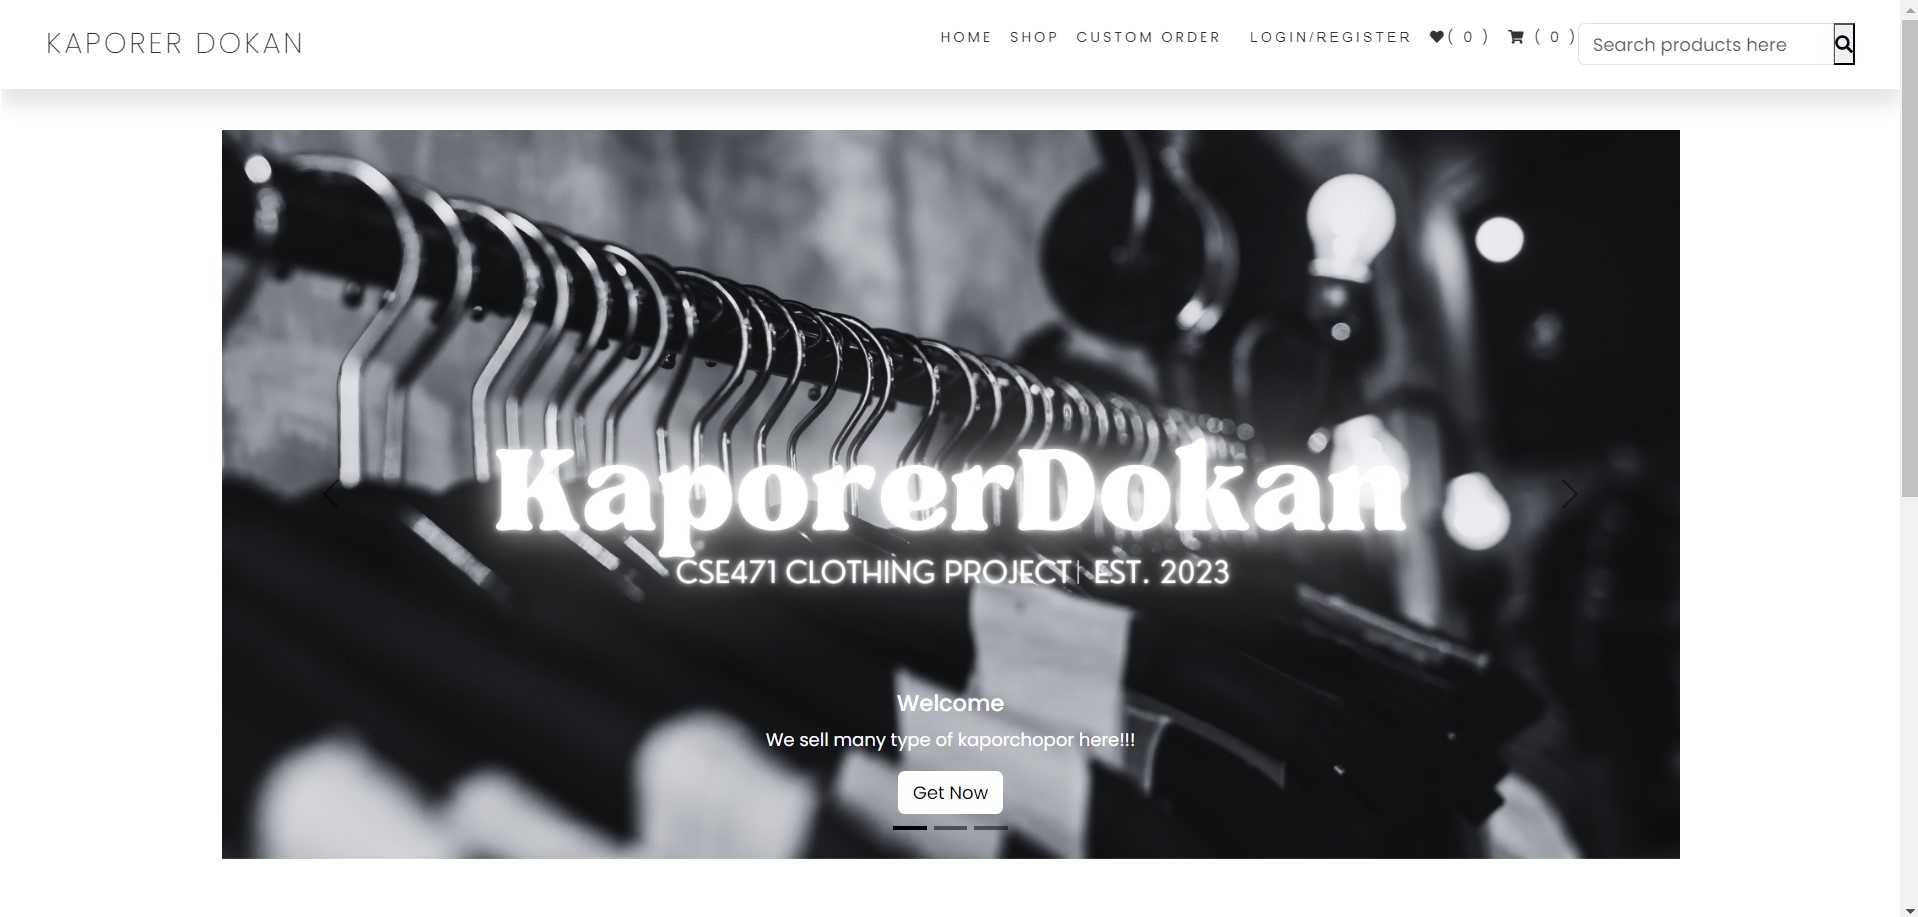 KAPORER DOKAN
HOME SHOP CUSTOM ORDER LOGIN/REGISTER ( 0 ) ( 0 ) Search products here
KaporerDokan
CSE471 CLOTHING PROJECT| EST. 2023
Welcome
We sell many type of kaporchopor here!!!
Get Now